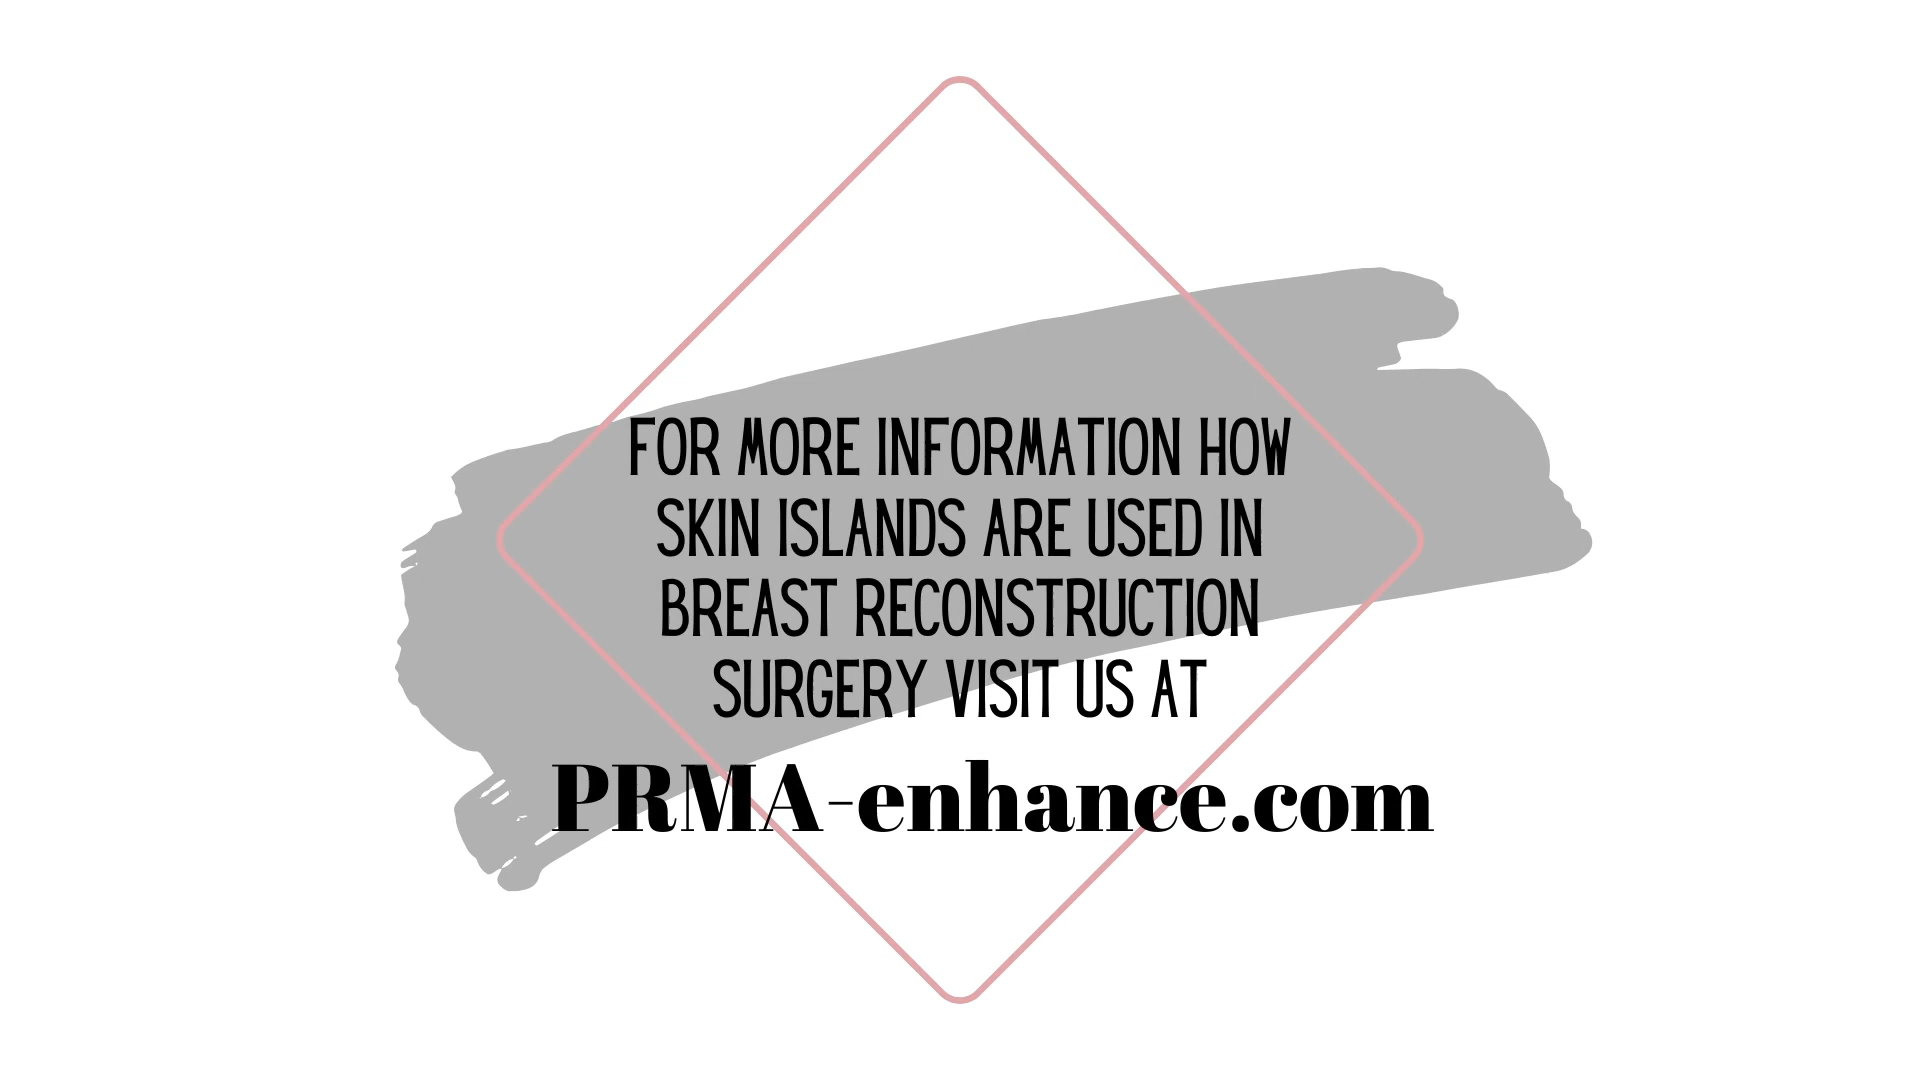 FOR MORE INFORMATION HOW
SKIN ISLANDS ARE USED IN
BREAST RECONSTRUCTION
SURGERY VISIT US AT
PRMA-enhance.com